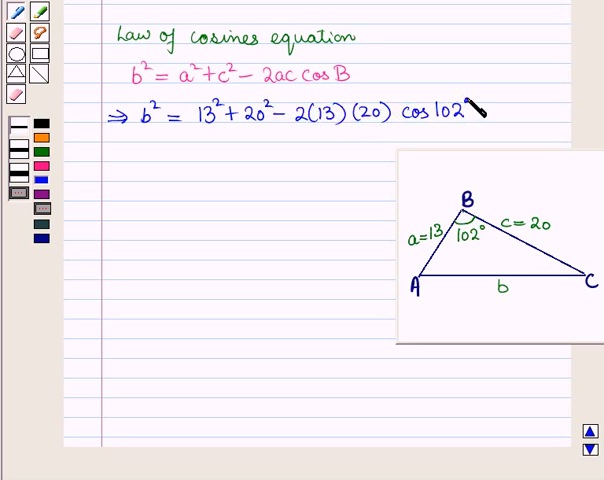 Law of cosines equation
b² = a² + c² - 2ac cos B
⇒ b² = 13² + 20² - 2(13)(20) cos 102°
B
a=13 102° c=20
A b C